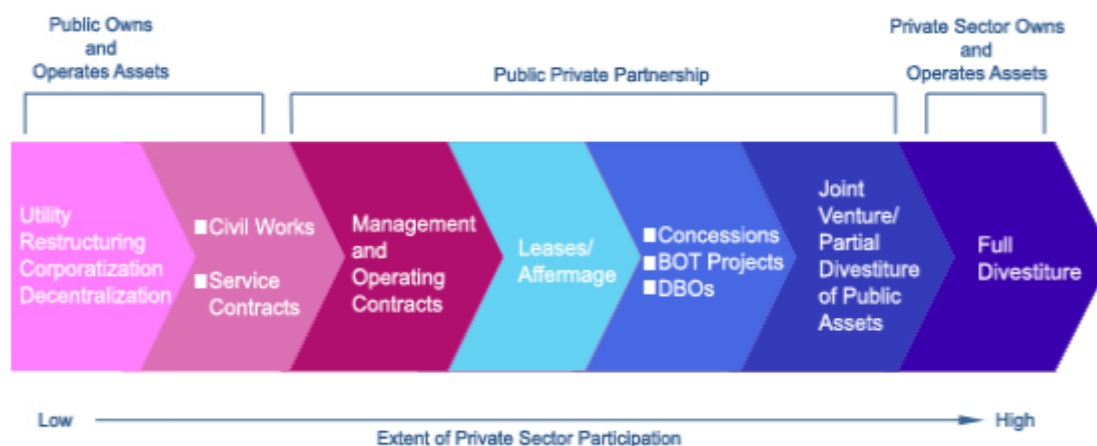 Public Owns
and
Operates Assets
Public Private Partnership
Private Sector Owns
and
Operates Assets
Utility
Restructuring
Corporatization
Decentralization
■Civil Works
■Service
Contracts
Management
and
Operating
Contracts
Leases/
Affermage
■Concessions
■BOT Projects
■DBOs
Joint
Venture/
Partial
Divestiture
of Public
Assets
Full
Divestiture
Low
Extent of Private Sector Participation
High